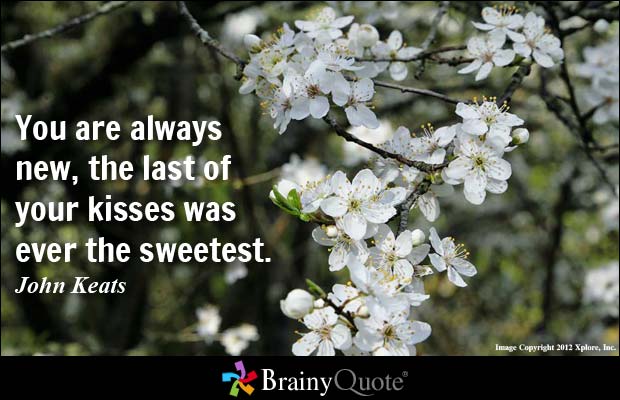 You are always
new, the last of
your kisses was
ever the sweetest.
John Keats
Image Copyright 2012 Xplore, Inc.
BrainyQuote®